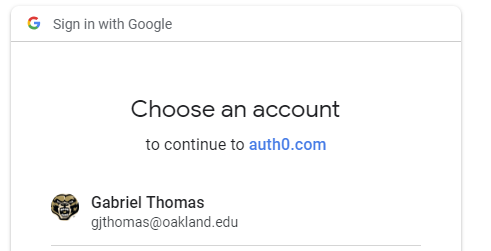 Sign in with Google
Choose an account
to continue to auth0.com
Gabriel Thomas
gjthomas@oakland.edu